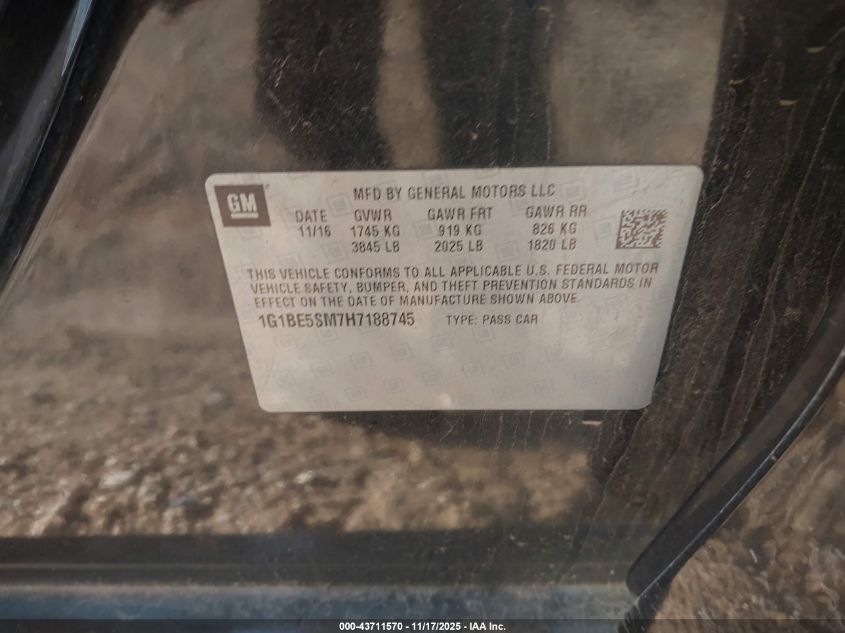 GM
MFD BY GENERAL MOTORS LLC
DATE GVWR GAWR FRT GAWR RR
11/16 1745 KG 919 KG 826 KG
3845 LB 2025 LB 1820 LB
THIS VEHICLE CONFORMS TO ALL APPLICABLE U.S. FEDERAL MOTOR
VEHICLE SAFETY, BUMPER, AND THEFT PREVENTION STANDARDS IN
EFFECT ON THE DATE OF MANUFACTURE SHOWN ABOVE.
1G1BE5SM7H7188745 TYPE: PASS CAR
000-43711570 — 11/17/2025 — IAA Inc.